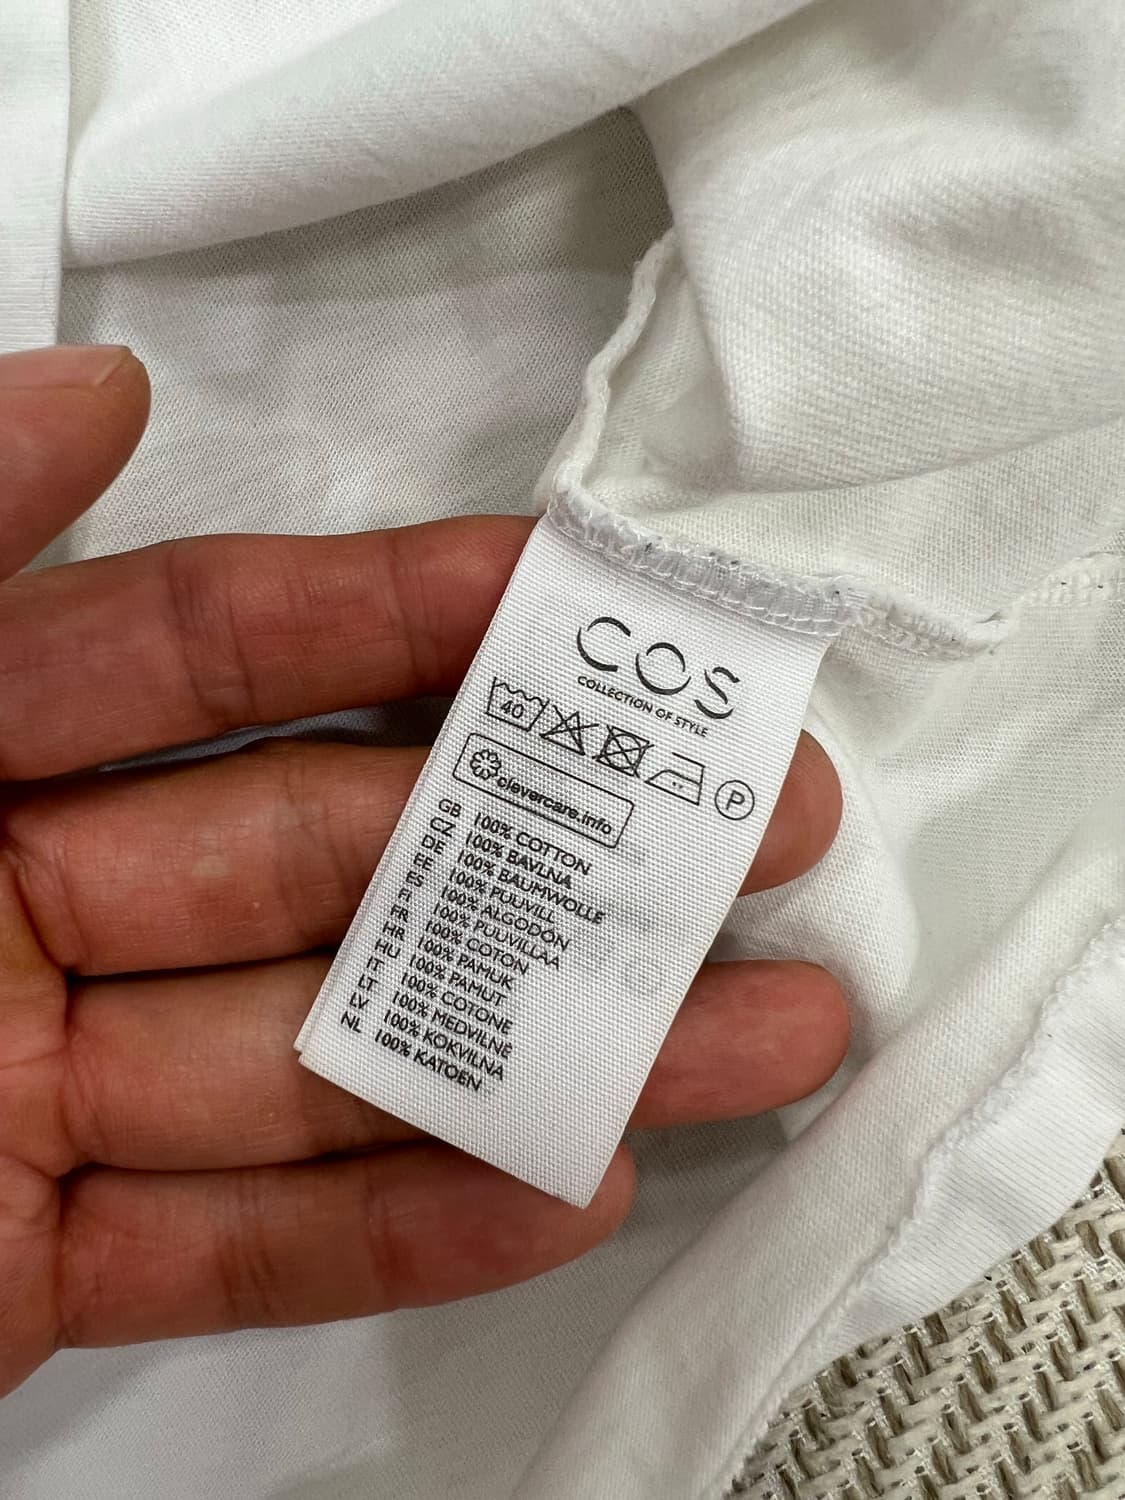 COS
COLLECTION OF STYLE
40 P
clevercare.info
GB 100% COTTON
CZ 100% BAVLNA
DE 100% BAUMWOLLE
EE 100% PUUVILL
ES 100% ALGODÓN
FI 100% PUUVILLAA
FR 100% COTON
HR 100% PAMUK
HU 100% PAMUT
IT 100% COTONE
LT 100% MEDVILNĖ
LV 100% KOKVILNA
NL 100% KATOEN